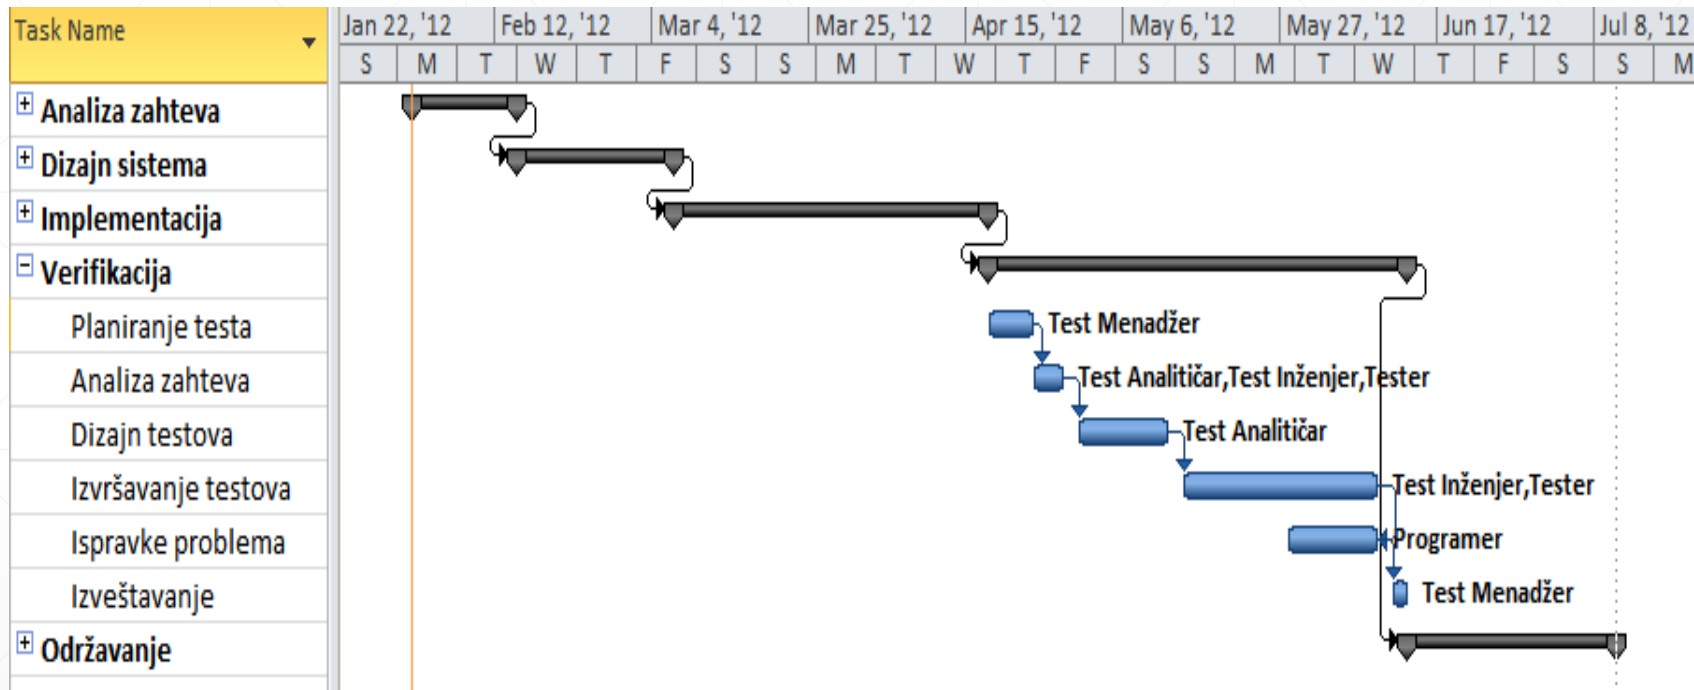 Task Name
Jan 22, '12 Feb 12, '12 Mar 4, '12 Mar 25, '12 Apr 15, '12 May 6, '12 May 27, '12 Jun 17, '12 Jul 8, '12
S M T W T F S S M T W T F S S M T W T F S S M
Analiza zahteva
Dizajn sistema
Implementacija
Verifikacija
Planiranje testa Test Menadžer
Analiza zahteva Test Analitičar,Test Inženjer,Tester
Dizajn testova Test Analitičar
Izvršavanje testova Test Inženjer,Tester
Ispravke problema Programer
Izveštavanje Test Menadžer
Održavanje